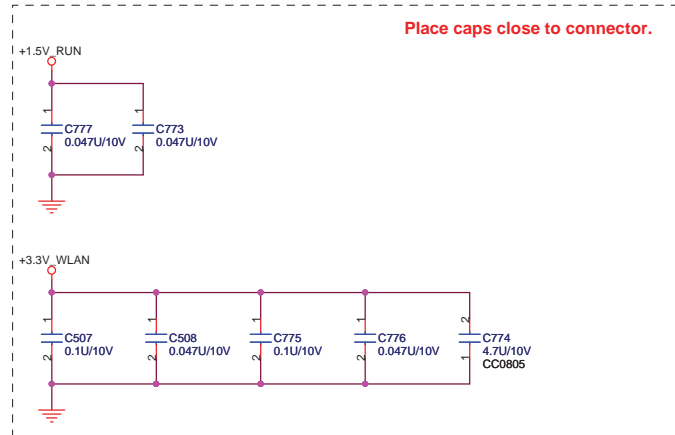 Place caps close to connector.
+1.5V_RUN
1 1
C777 C773
0.047U/10V 0.047U/10V
2 2
+3.3V_WLAN
1 1 1 1 2
C507 C508 C775 C776 C774
0.1U/10V 0.047U/10V 0.1U/10V 0.047U/10V 4.7U/10V
2 2 2 2 1
CC0805